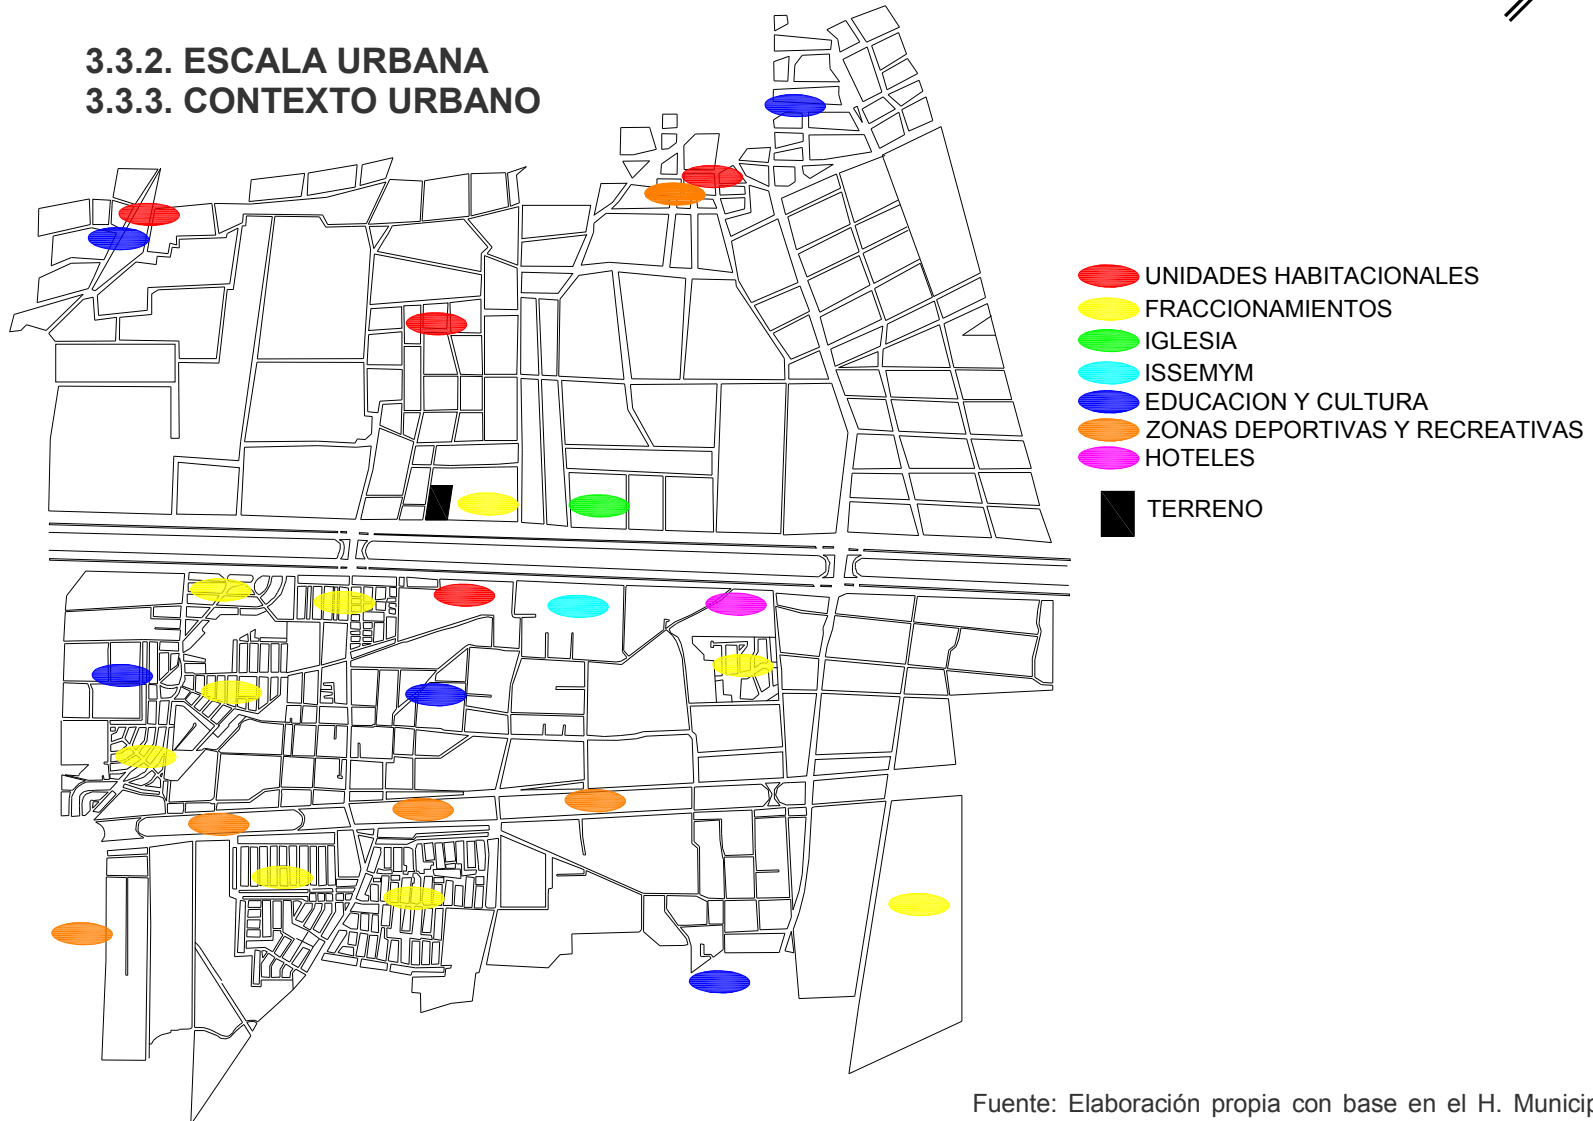 3.3.2. ESCALA URBANA
3.3.3. CONTEXTO URBANO
UNIDADES HABITACIONALES
FRACCIONAMIENTOS
IGLESIA
ISSEMYM
EDUCACION Y CULTURA
ZONAS DEPORTIVAS Y RECREATIVAS
HOTELES
TERRENO
Fuente: Elaboración propia con base en el H. Municip